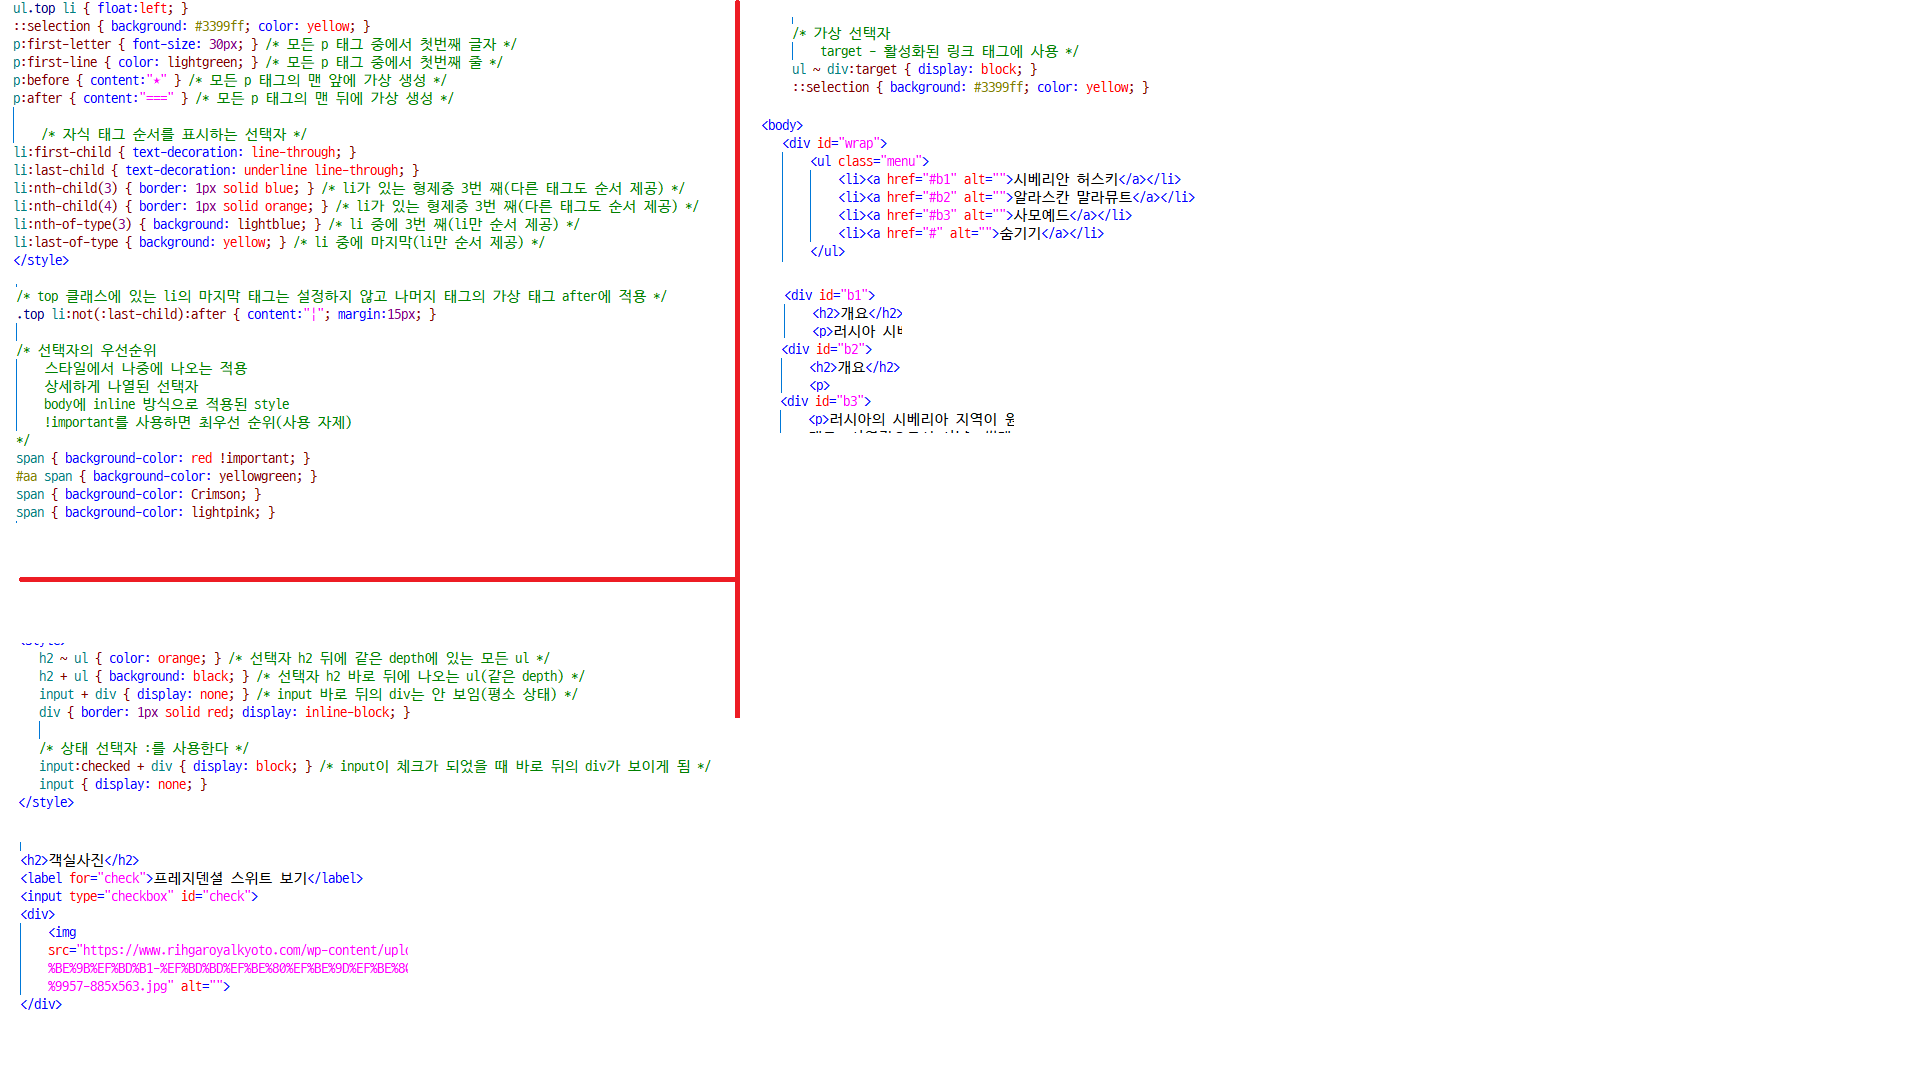 ul.top li { float:left; }
::selection { background: #3399ff; color: yellow; }
p:first-letter { font-size: 30px; } /* 모든 p 태그 중에서 첫번째 글자 */
p:first-line { color: lightgreen; } /* 모든 p 태그 중에서 첫번째 줄 */
p:before { content:"*" } /* 모든 p 태그의 맨 앞에 가상 생성 */
p:after { content:"===" } /* 모든 p 태그의 맨 뒤에 가상 생성 */
/* 자식 태그 순서를 표시하는 선택자 */
li:first-child { text-decoration: line-through; }
li:last-child { text-decoration: underline line-through; }
li:nth-child(3) { border: 1px solid blue; } /* li가 있는 형제중 3번 째(다른 태그도 순서 제공) */
li:nth-child(4) { border: 1px solid orange; } /* li가 있는 형제중 3번 째(다른 태그도 순서 제공) */
li:nth-of-type(3) { background: lightblue; } /* li 중에 3번 째(li만 순서 제공) */
li:last-of-type { background: yellow; } /* li 중에 마지막(li만 순서 제공) */
</style>
/* top 클래스에 있는 li의 마지막 태그는 설정하지 않고 나머지 태그의 가상 태그 after에 적용 */
.top li:not(:last-child):after { content:"¦"; margin:15px; }
/* 선택자의 우선순위
스타일에서 나중에 나오는 적용
상세하게 나열된 선택자
body에 inline 방식으로 적용된 style
!important를 사용하면 최우선 순위(사용 자제)
*/
span { background-color: red !important; }
#aa span { background-color: yellowgreen; }
span { background-color: Crimson; }
span { background-color: lightpink; }
h2 ~ ul { color: orange; } /* 선택자 h2 뒤에 같은 depth에 있는 모든 ul */
h2 + ul { background: black; } /* 선택자 h2 바로 뒤에 나오는 ul(같은 depth) */
input + div { display: none; } /* input 바로 뒤의 div는 안 보임(평소 상태) */
div { border: 1px solid red; display: inline-block; }
/* 상태 선택자 :를 사용한다 */
input:checked + div { display: block; } /* input이 체크가 되었을 때 바로 뒤의 div가 보이게 됨 */
input { display: none; }
</style>
<h2>객실사진</h2>
<label for="check">프레지덴셜 스위트 보기</label>
<input type="checkbox" id="check">
<div>
<img
src="https://www.rihgaroyalkyoto.com/wp-content/uplo
%BE%9B%EF%BD%B1-%EF%BD%BD%EF%BE%80%EF%BE%9D%EF%BE%80
%9957-885x563.jpg" alt="">
</div>
/* 가상 선택자
target - 활성화된 링크 태그에 사용 */
ul ~ div:target { display: block; }
::selection { background: #3399ff; color: yellow; }
<body>
<div id="wrap">
<ul class="menu">
<li><a href="#b1" alt="">시베리안 허스키</a></li>
<li><a href="#b2" alt="">알라스칸 말라뮤트</a></li>
<li><a href="#b3" alt="">사모예드</a></li>
<li><a href="#" alt="">숨기기</a></li>
</ul>
<div id="b1">
<h2>개요</h2>
<p>러시아
<div id="b2">
<h2>개요</h2>
<p>
<div id="b3">
<p>러시아의 시베리아 지역이